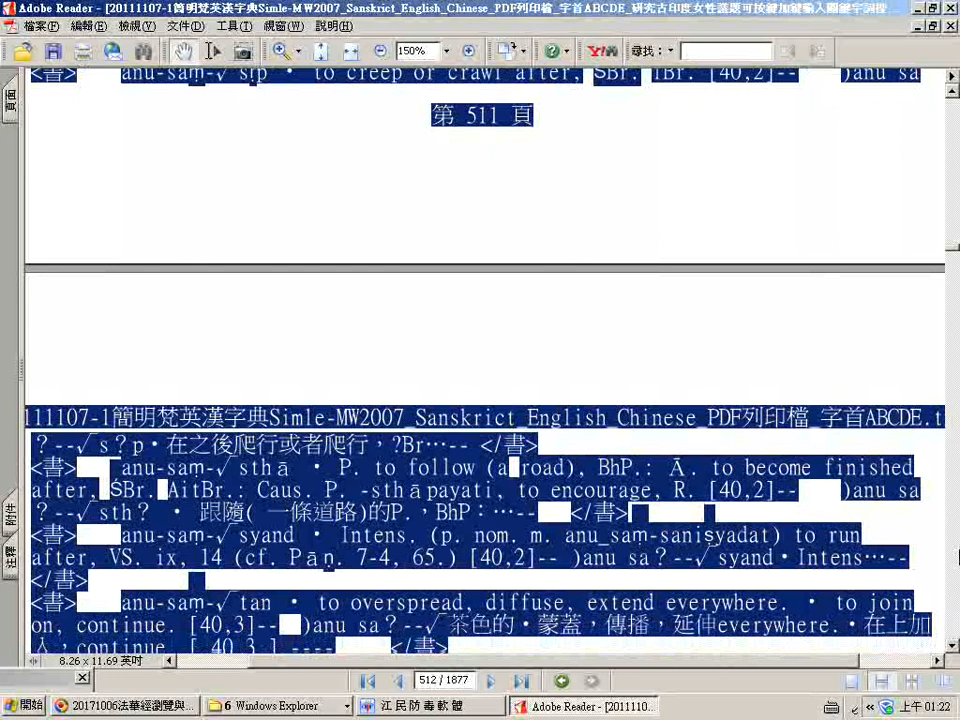 Adobe Reader - [20111107-1簡明梵英漢字典Simle-MW2007_Sanskrict_English_Chinese_PDF列印檔_字首ABCDE_研究古印度女性議題可按鍵加鍵輸入關鍵字詞搜
檔案(F) 編輯(E) 檢視(V) 文件(D) 工具(T) 視窗(W) 說明(H)
150% 尋找：
頁面
<書> anu-saṃ-√ sṛp • to creep or crawl after, ŚBr. TBr. [40,2]-- )anu sa
第 511 頁
111107-1簡明梵英漢字典Simle-MW2007_Sanskrict_English_Chinese_PDF列印檔_字首ABCDE.t
？--√ s？p•在之後爬行或者爬行，?Br…-- </書>
<書> anu-saṃ-√ sthā • P. to follow (a road), BhP.: Ā. to become finished
after, ŚBr. AitBr.: Caus. P. -sthāpayati, to encourage, R. [40,2]-- )anu sa
？--√ sth？ • 跟隨( 一條道路)的P.，BhP：…-- </書>
<書> anu-saṃ-√ syand • Intens. (p. nom. m. anu_saṃ-saniṣyadat) to run
after, VS. ix, 14 (cf. Pāṇ. 7-4, 65.) [40,2]-- )anu sa？--√ syand•Intens…--
</書>
<書> anu-saṃ-√ tan • to overspread, diffuse, extend everywhere. • to join
on, continue. [40,3]-- )anu sa？--√ 茶色的•蒙蓋，傳播，延伸everywhere.•在上加
入，continue. [ 40,3 ] ---- </書>
附件
注釋
8.26 x 11.69 英吋
512 / 1877
開始 20171006法華經瀏覽與... 6 Windows Explorer 江民防毒軟體 Adobe Reader - [2011110... 上午 01:22